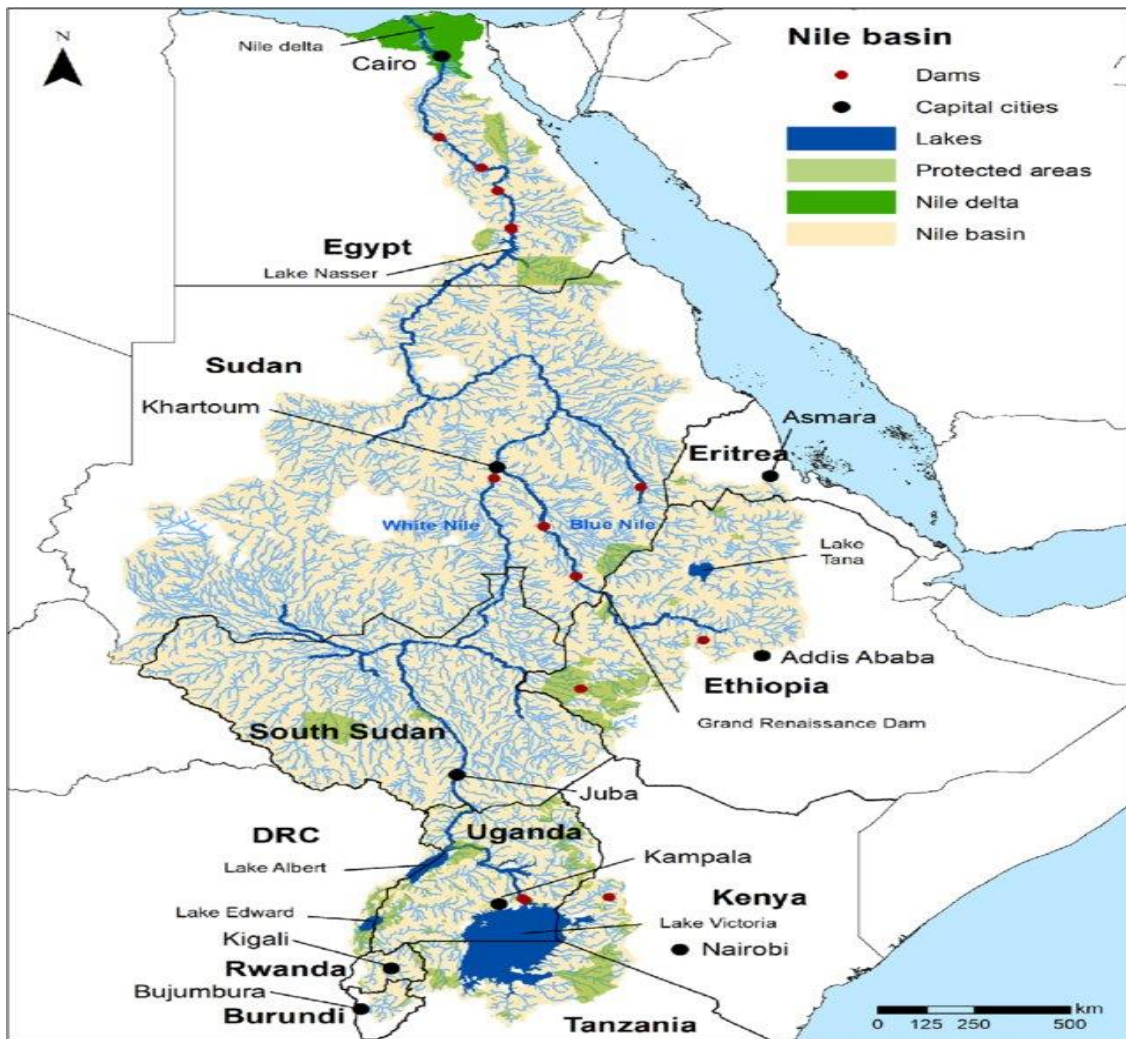 Nile basin
Dams
Capital cities
Lakes
Protected areas
Nile delta
Nile basin
N
Nile delta
Cairo
Egypt
Lake Nasser
Sudan
Khartoum
Asmara
Eritrea
White Nile
Blue Nile
Lake
Tana
Addis Ababa
Ethiopia
Grand Renaissance Dam
South Sudan
Juba
DRC
Uganda
Lake Albert
Kampala
Kenya
Lake Edward
Lake Victoria
Kigali
Nairobi
Rwanda
Bujumbura
Burundi
Tanzania
km
0 125 250 500